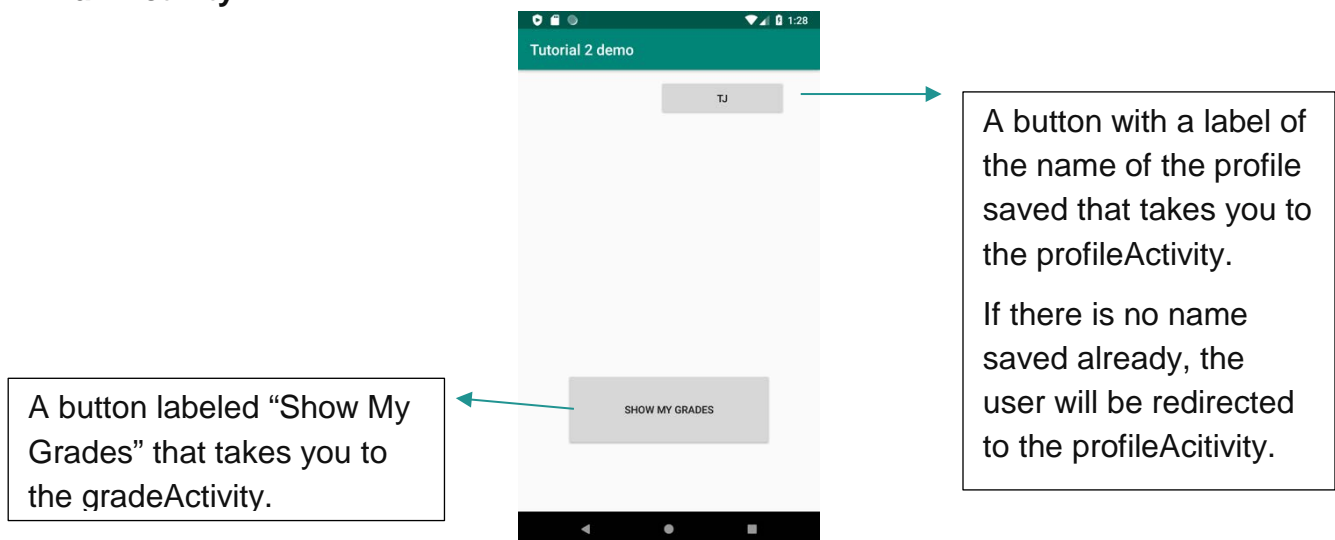 1:28
Tutorial 2 demo
TJ
A button with a label of
the name of the profile
saved that takes you to
the profileActivity.
If there is no name
saved already, the
user will be redirected
to the profileAcitivity.
SHOW MY GRADES
A button labeled “Show My
Grades” that takes you to
the gradeActivity.